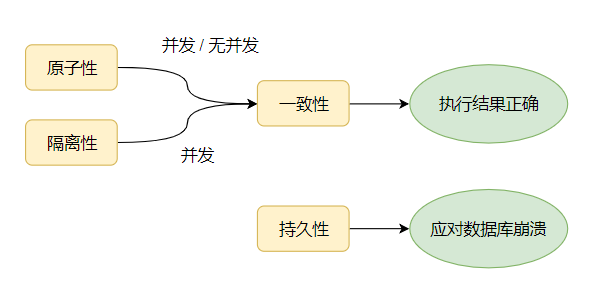 并发 / 无并发
原子性
一致性
执行结果正确
隔离性
并发
持久性
应对数据库崩溃